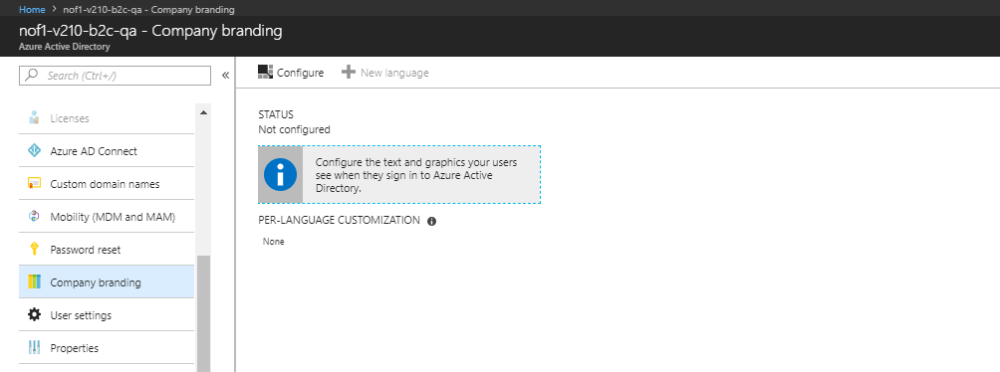 Home > nof1-v210-b2c-qa - Company branding
nof1-v210-b2c-qa - Company branding
Azure Active Directory
Search (Ctrl+/)
«
Licenses
Azure AD Connect
Custom domain names
Mobility (MDM and MAM)
Password reset
Company branding
User settings
Properties
Configure
New language
STATUS
Not configured
Configure the text and graphics your users
see when they sign in to Azure Active
Directory.
PER-LANGUAGE CUSTOMIZATION
None